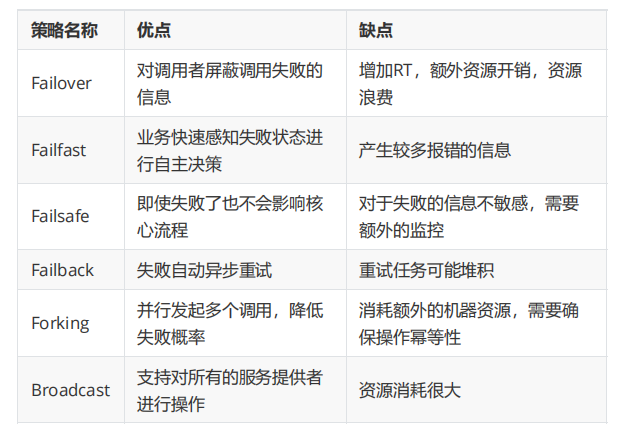 策略名称 优点 缺点
Failover 对调用者屏蔽调用失败的 增加RT，额外资源开销，资源
信息 浪费
Failfast 业务快速感知失败状态进 产生较多报错的信息
行自主决策
Failsafe 即使失败了也不会影响核 对于失败的信息不敏感，需要
心流程 额外的监控
Failback 失败自动异步重试 重试任务可能堆积
Forking 并行发起多个调用，降低 消耗额外的机器资源，需要确
失败概率 保操作幂等性
Broadcast 支持对所有的服务提供者 资源消耗很大
进行操作